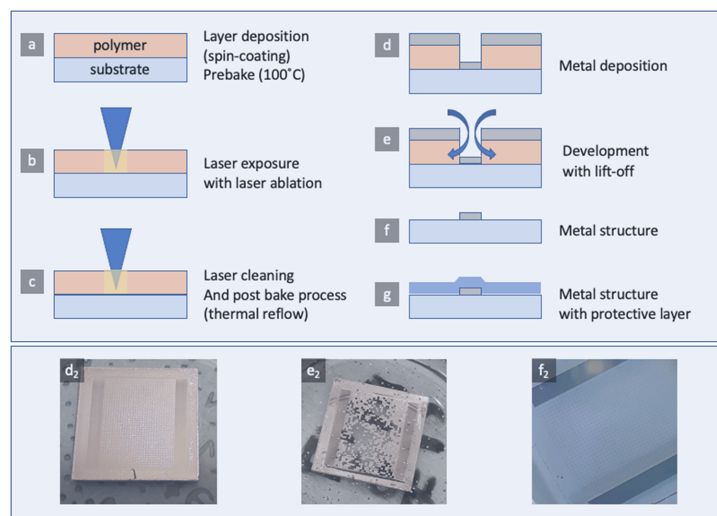 a
polymer
substrate
Layer deposition
(spin-coating)
Prebake (100˚C)
b
Laser exposure
with laser ablation
c
Laser cleaning
And post bake process
(thermal reflow)
d
Metal deposition
e
Development
with lift-off
f
Metal structure
g
Metal structure
with protective layer
d2
e2
f2